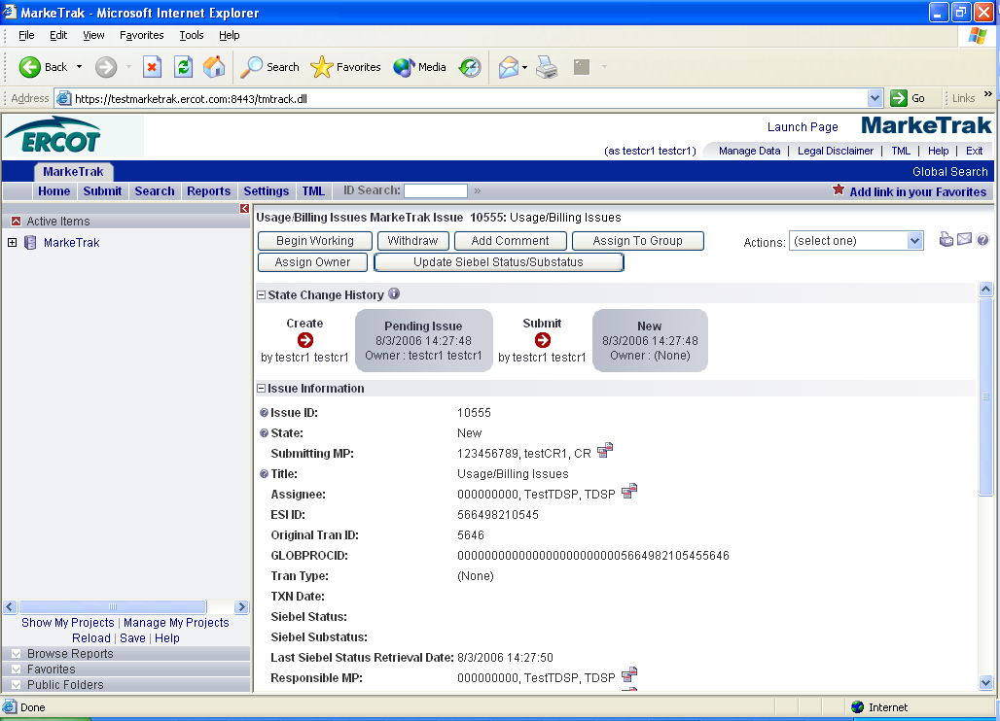 MarkeTrak - Microsoft Internet Explorer
File Edit View Favorites Tools Help
Back Search Favorites Media
Address https://testmarketrak.ercot.com:8443/tmtrack.dll Go Links »
ERCOT Launch Page MarkeTrak
(as testcr1 testcr1) Manage Data | Legal Disclaimer | TML | Help | Exit
MarkeTrak Global Search
Home Submit Search Reports Settings TML ID Search: » Add link in your Favorites
Active Items
MarkeTrak
Show My Projects | Manage My Projects
Reload | Save | Help
Browse Reports
Favorites
Public Folders
Usage/Billing Issues MarkeTrak Issue 10555: Usage/Billing Issues
Begin Working Withdraw Add Comment Assign To Group Actions: (select one)
Assign Owner Update Siebel Status/Substatus
State Change History
Create Pending Issue Submit New
8/3/2006 14:27:48 8/3/2006 14:27:48
by testcr1 testcr1 Owner : testcr1 testcr1 by testcr1 testcr1 Owner : (None)
Issue Information
Issue ID: 10555
State: New
Submitting MP: 123456789, testCR1, CR
Title: Usage/Billing Issues
Assignee: 000000000, TestTDSP, TDSP
ESI ID: 566498210545
Original Tran ID: 5646
GLOBPROCID: 00000000000000000000000056649821054​55646
Tran Type: (None)
TXN Date:
Siebel Status:
Siebel Substatus:
Last Siebel Status Retrieval Date: 8/3/2006 14:27:50
Responsible MP: 000000000, TestTDSP, TDSP
Done Internet